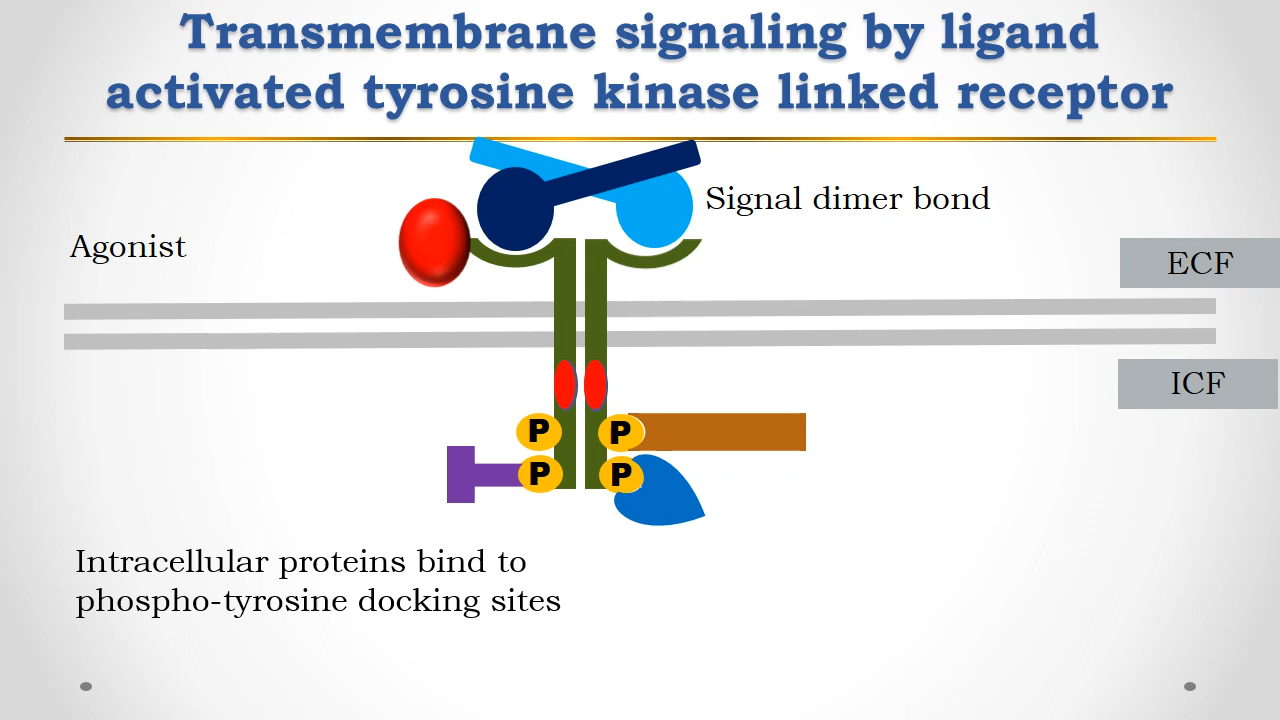 Transmembrane signaling by ligand
activated tyrosine kinase linked receptor
Signal dimer bond
Agonist
ECF
ICF
P P
P P
Intracellular proteins bind to
phospho-tyrosine docking sites